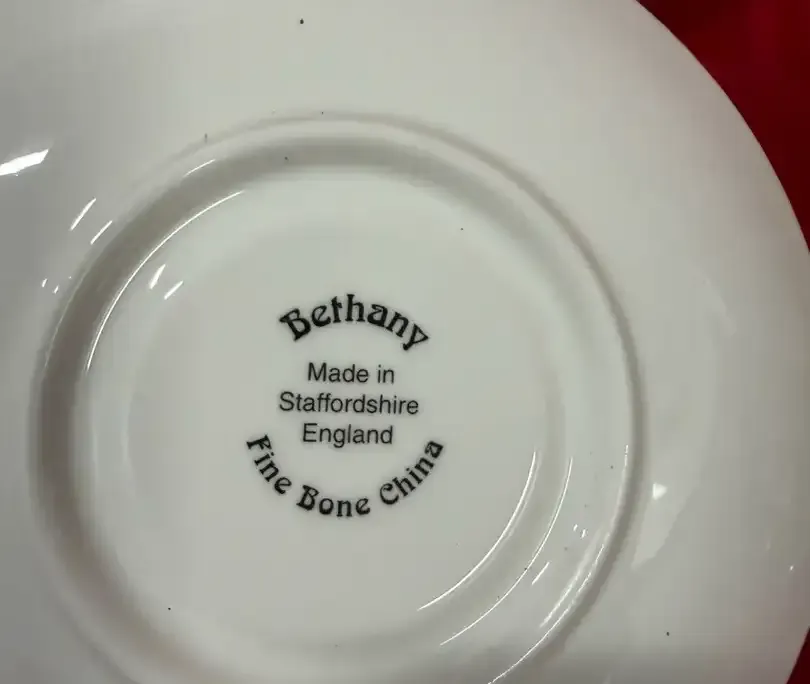 Bethany
Made in
Staffordshire
England
Fine Bone China